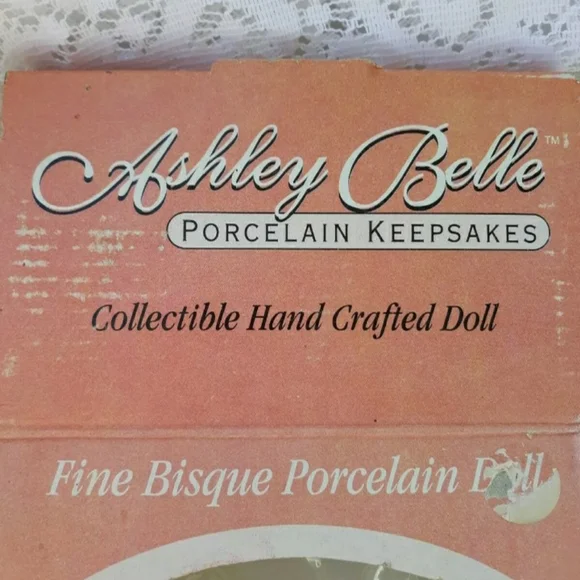 Ashley Belle™
PORCELAIN KEEPSAKES
Collectible Hand Crafted Doll
Fine Bisque Porcelain Doll